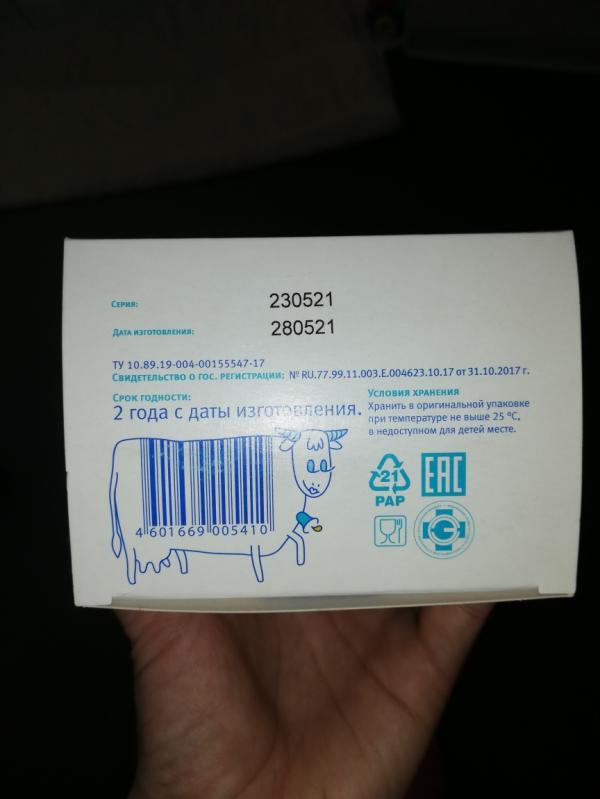 Серия: 230521
Дата изготовления: 280521
ТУ 10.89.19-004-00155547-17
Свидетельство о гос. регистрации: № RU.77.99.11.003.Е.004623.10.17 от 31.10.2017 г.
Срок годности:
2 года с даты изготовления.
Условия хранения
Хранить в оригинальной упаковке
при температуре не выше 25 °C,
в недоступном для детей месте.
21
PAP
EAC
4 601669 005410